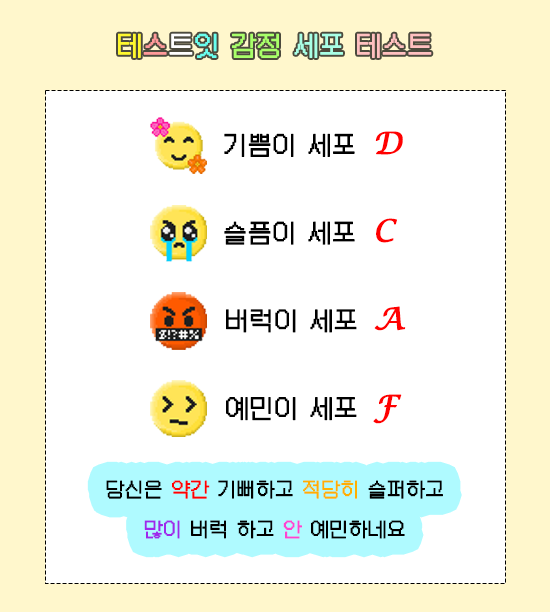 테스트잇 감정 세포 테스트
기쁨이 세포 D
슬픔이 세포 C
버럭이 세포 A
$!?#%
예민이 세포 F
당신은 약간 기뻐하고 적당히 슬퍼하고
많이 버럭 하고 안 예민하네요